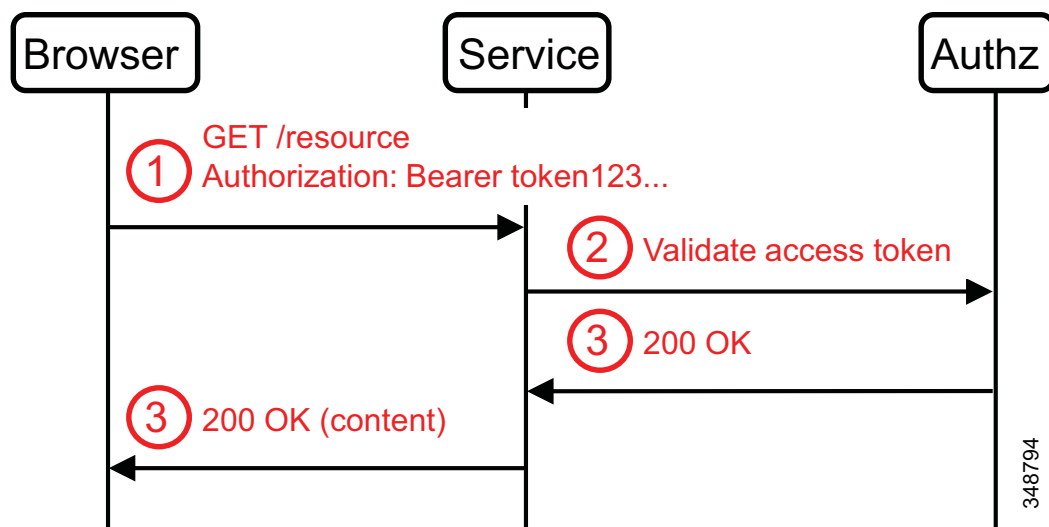 Browser
Service
Authz
1
GET /resource
Authorization: Bearer token123...
2
Validate access token
3
200 OK
3
200 OK (content)
348794